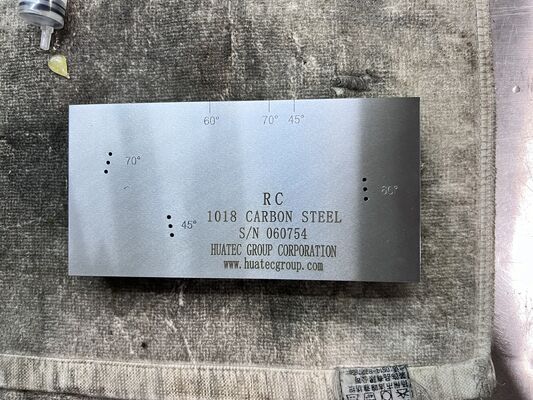 60° 70° 45°
70°
60°
45°
RC
1018 CARBON STEEL
S/N 060754
HUATEC GROUP CORPORATION
www.huatecgroup.com